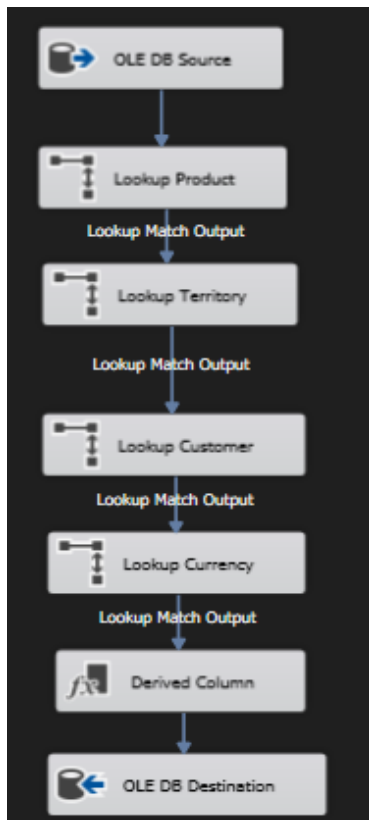 OLE DB Source
Lookup Product
Lookup Match Output
Lookup Territory
Lookup Match Output
Lookup Customer
Lookup Match Output
Lookup Currency
Lookup Match Output
fx Derived Column
OLE DB Destination